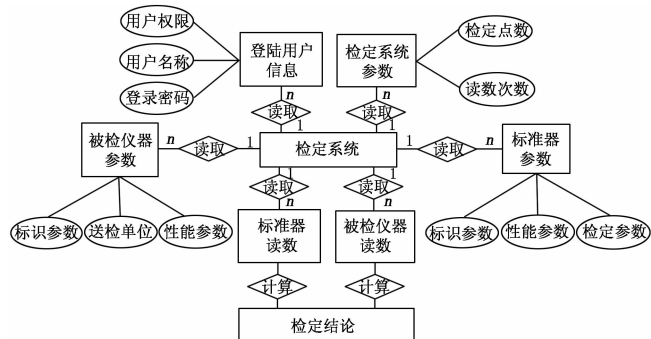 用户权限
用户名称
登录密码
登陆用户
信息
检定系统
参数
检定点数
读数次数
n
n
读取
读取
1
1
被检仪器
参数
n
读取
1
检定系统
1
读取
n
标准器
参数
1
1
读取
读取
n
n
标识参数
送检单位
性能参数
标准器
读数
被检仪器
读数
标识参数
性能参数
检定参数
计算
计算
检定结论